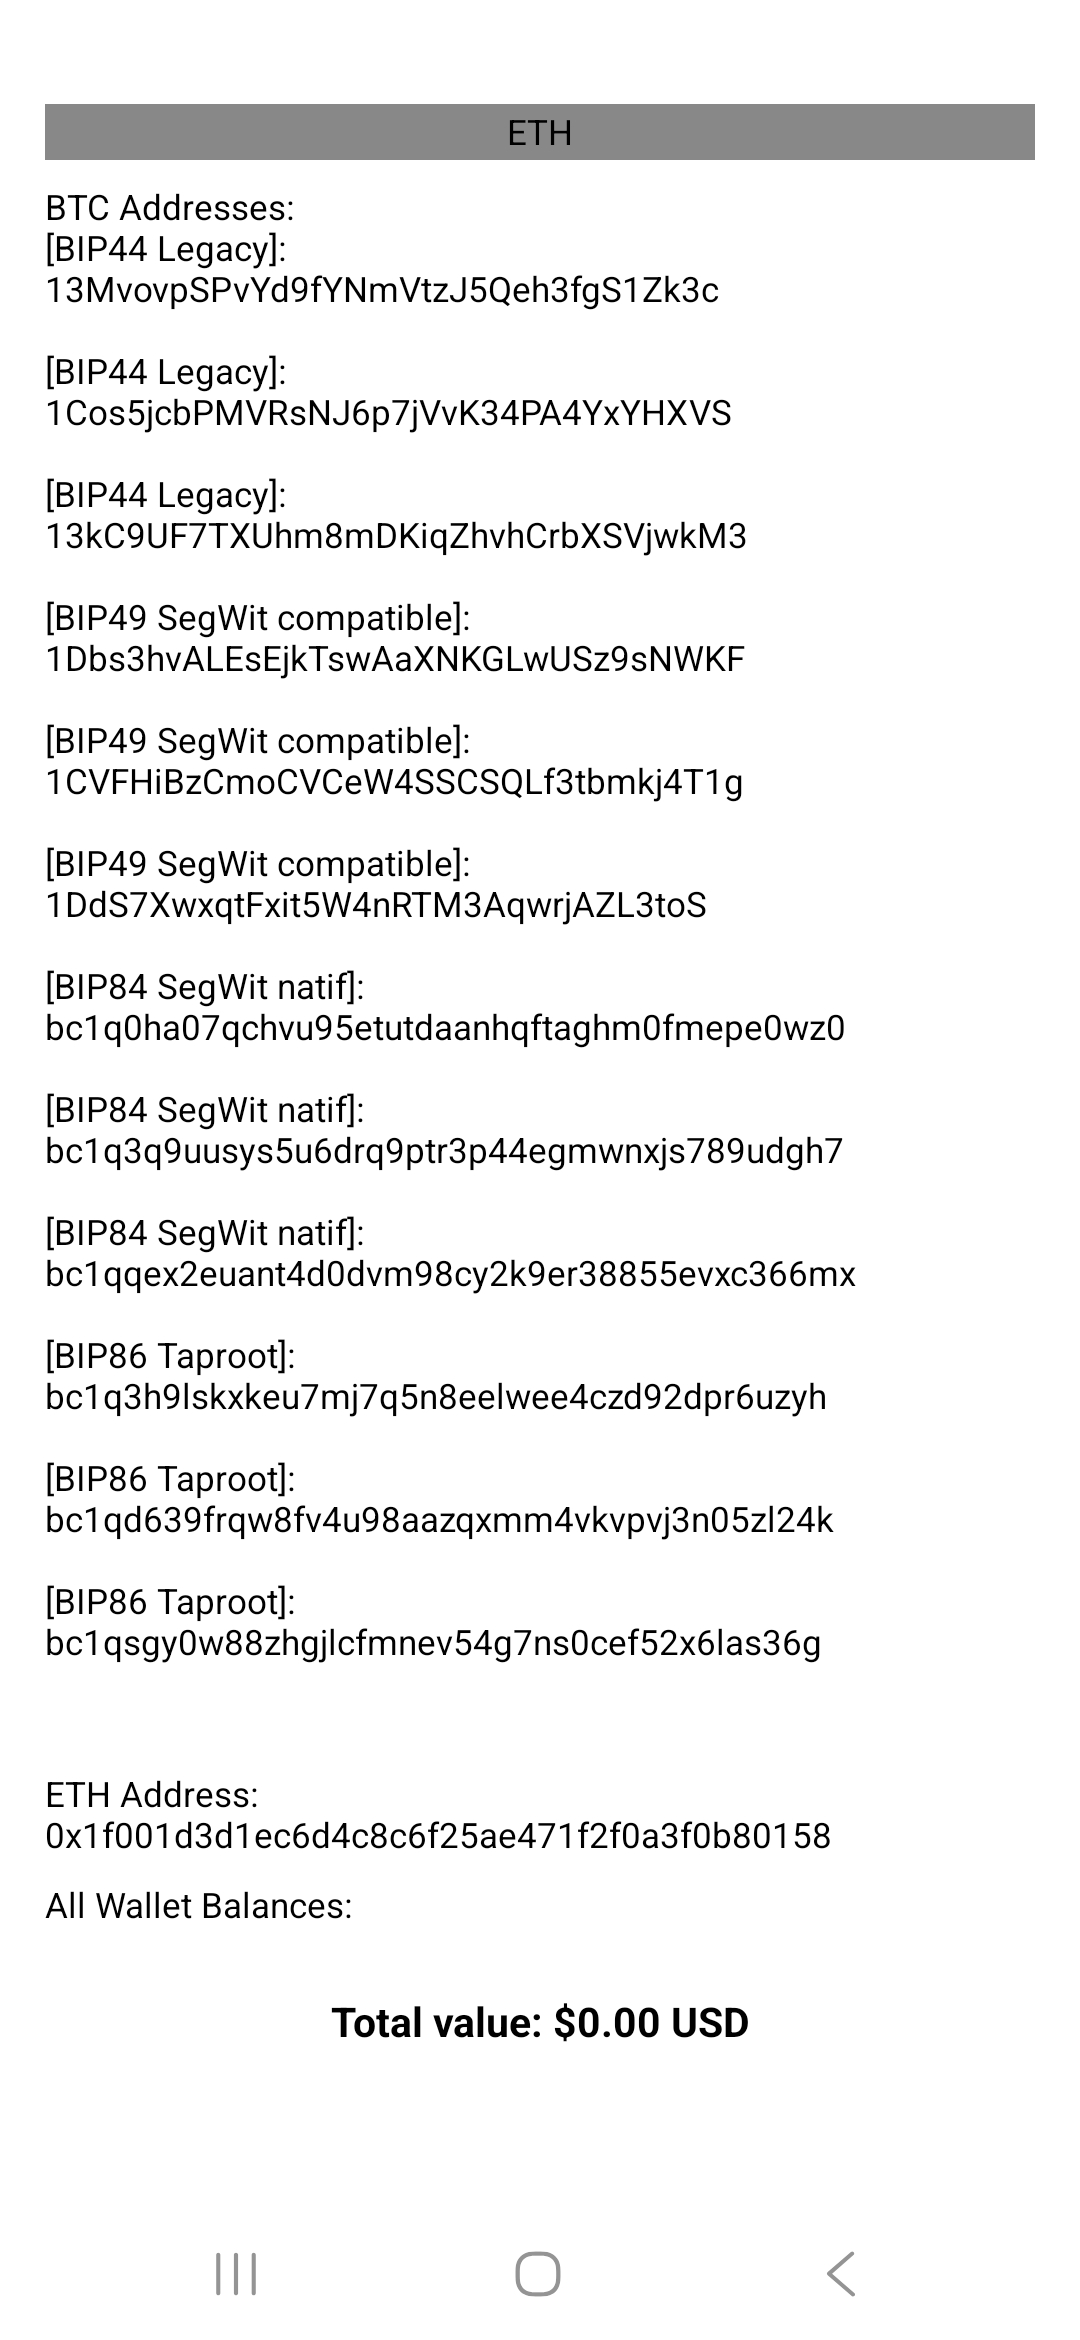 ETH
BTC Addresses:
[BIP44 Legacy]:
13MvovpSPvYd9fYNmVtzJ5Qeh3fgS1Zk3c
[BIP44 Legacy]:
1Cos5jcbPMVRsNJ6p7jVvK34PA4YxYHXVS
[BIP44 Legacy]:
13kC9UF7TXUhm8mDKiqZhvhCrbXSVjwkM3
[BIP49 SegWit compatible]:
1Dbs3hvALEsEjkTswAaXNKGLwUSz9sNWKF
[BIP49 SegWit compatible]:
1CVFHiBzCmoCVCeW4SSCSQLf3tbmkj4T1g
[BIP49 SegWit compatible]:
1DdS7XwxqtFxit5W4nRTM3AqwrjAZL3toS
[BIP84 SegWit natif]:
bc1q0ha07qchvu95etutdaanhqftaghm0fmepe0wz0
[BIP84 SegWit natif]:
bc1q3q9uusys5u6drq9ptr3p44egmwnxjs789udgh7
[BIP84 SegWit natif]:
bc1qqex2euant4d0dvm98cy2k9er38855evxc366mx
[BIP86 Taproot]:
bc1q3h9lskxkeu7mj7q5n8eelwee4czd92dpr6uzyh
[BIP86 Taproot]:
bc1qd639frqw8fv4u98aazqxmm4vkvpvj3n05zl24k
[BIP86 Taproot]:
bc1qsgy0w88zhgjlcfmnev54g7ns0cef52x6las36g
ETH Address:
0x1f001d3d1ec6d4c8c6f25ae471f2f0a3f0b80158
All Wallet Balances:
Total value: $0.00 USD